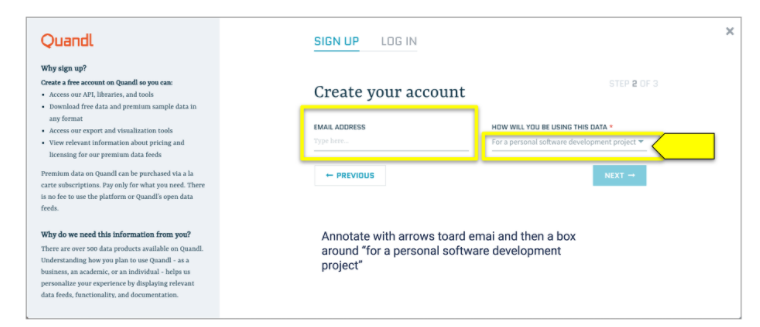 Quandl
Why sign up?
Create a free account on Quandl so you can:
• Access our API, libraries, and tools
• Download free data and premium sample data in
any format
• Access our export and visualization tools
• View relevant information about pricing and
licensing for our premium data feeds
Premium data on Quandl can be purchased via a la
carte subscriptions. Pay only for what you need. There
is no fee to use the platform or Quandl's open data
feeds.
Why do we need this information from you?
There are over 500 data products available on Quandl.
Understanding how you plan to use Quandl - as a
business, an academic, or an individual - helps us
personalize your experience by displaying relevant
data feeds, functionality, and documentation.
SIGN UP LOG IN
×
Create your account
STEP 2 OF 3
EMAIL ADDRESS
Type here...
HOW WILL YOU BE USING THIS DATA *
For a personal software development project
← PREVIOUS
NEXT →
Annotate with arrows toard emai and then a box
around “for a personal software development
project”